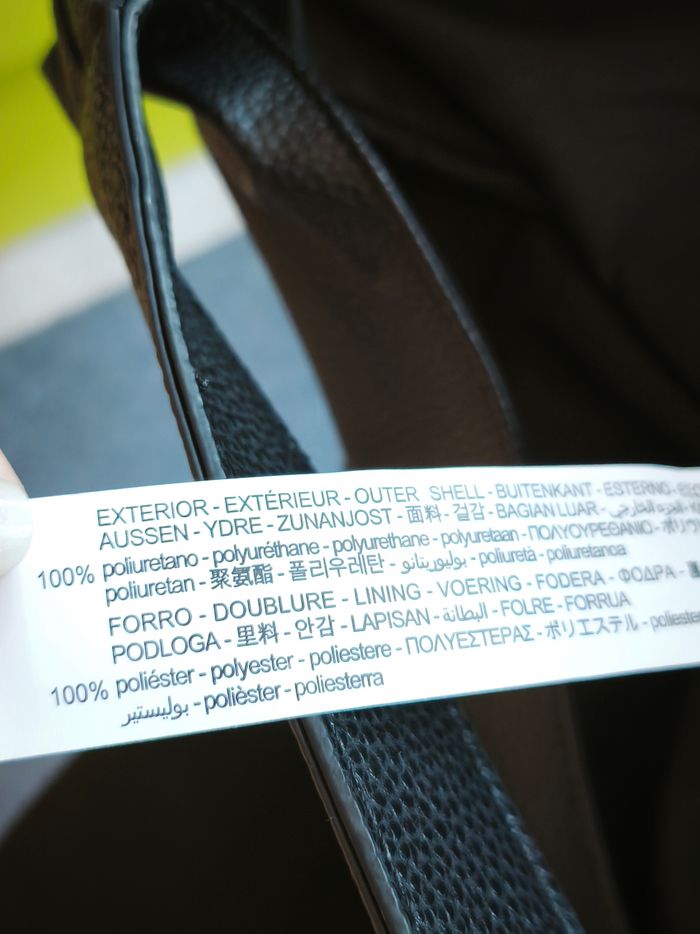 EXTERIOR - EXTÉRIEUR - OUTER SHELL - BUITENKANT - ESTERNO -
AUSSEN - YDRE - ZUNANJOST - 面料 - 겉감 - BAGIAN LUAR -
100% poliuretano - polyuréthane - polyurethane - polyuretaan - ΠΟΛΥΟΥΡΕΘΑΝΙΟ -
poliuretan - 聚氨酯 - 폴리우레탄 - بوليوريتانو - poliuretà - poliuretanoa
FORRO - DOUBLURE - LINING - VOERING - FODERA - ΦΟΔΡΑ -
PODLOGA - 里料 - 안감 - LAPISAN - البطانة - FOLRE - FORRUA
100% poliéster - polyester - poliestere - ΠΟΛΥΕΣΤΕΡΑΣ - ポリエステル - poliester
بوليستير - polièster - poliesterra